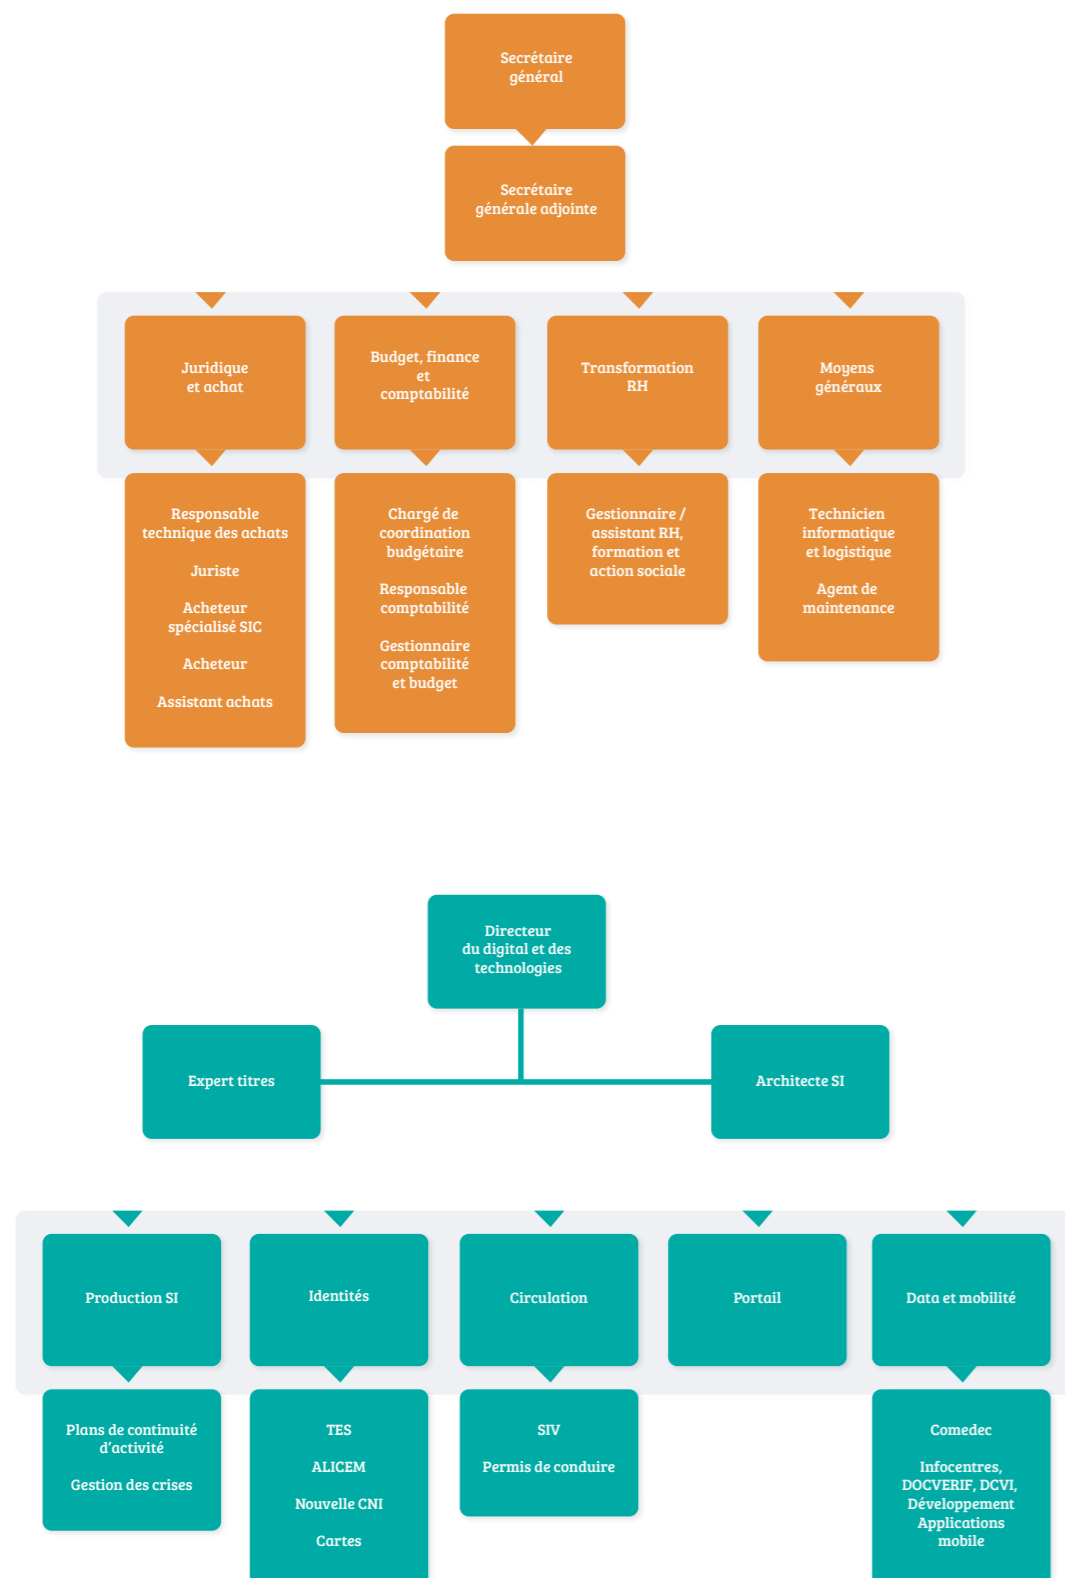 Secrétaire
général
Secrétaire
générale adjointe
Juridique
et achat
Budget, finance
et
comptabilité
Transformation
RH
Moyens
généraux
Responsable
technique des achats
Juriste
Acheteur
spécialisé SIC
Acheteur
Assistant achats
Chargé de
coordination
budgétaire
Responsable
comptabilité
Gestionnaire
comptabilité
et budget
Gestionnaire /
assistant RH,
formation et
action sociale
Technicien
informatique
et logistique
Agent de
maintenance
Directeur
du digital et des
technologies
Expert titres
Architecte SI
Production SI
Identités
Circulation
Portail
Data et mobilité
Plans de continuité
d’activité
Gestion des crises
TES
ALICEM
Nouvelle CNI
Cartes
SIV
Permis de conduire
Comedec
Infocentres,
DOCVERIF, DCVI,
Développement
Applications
mobile